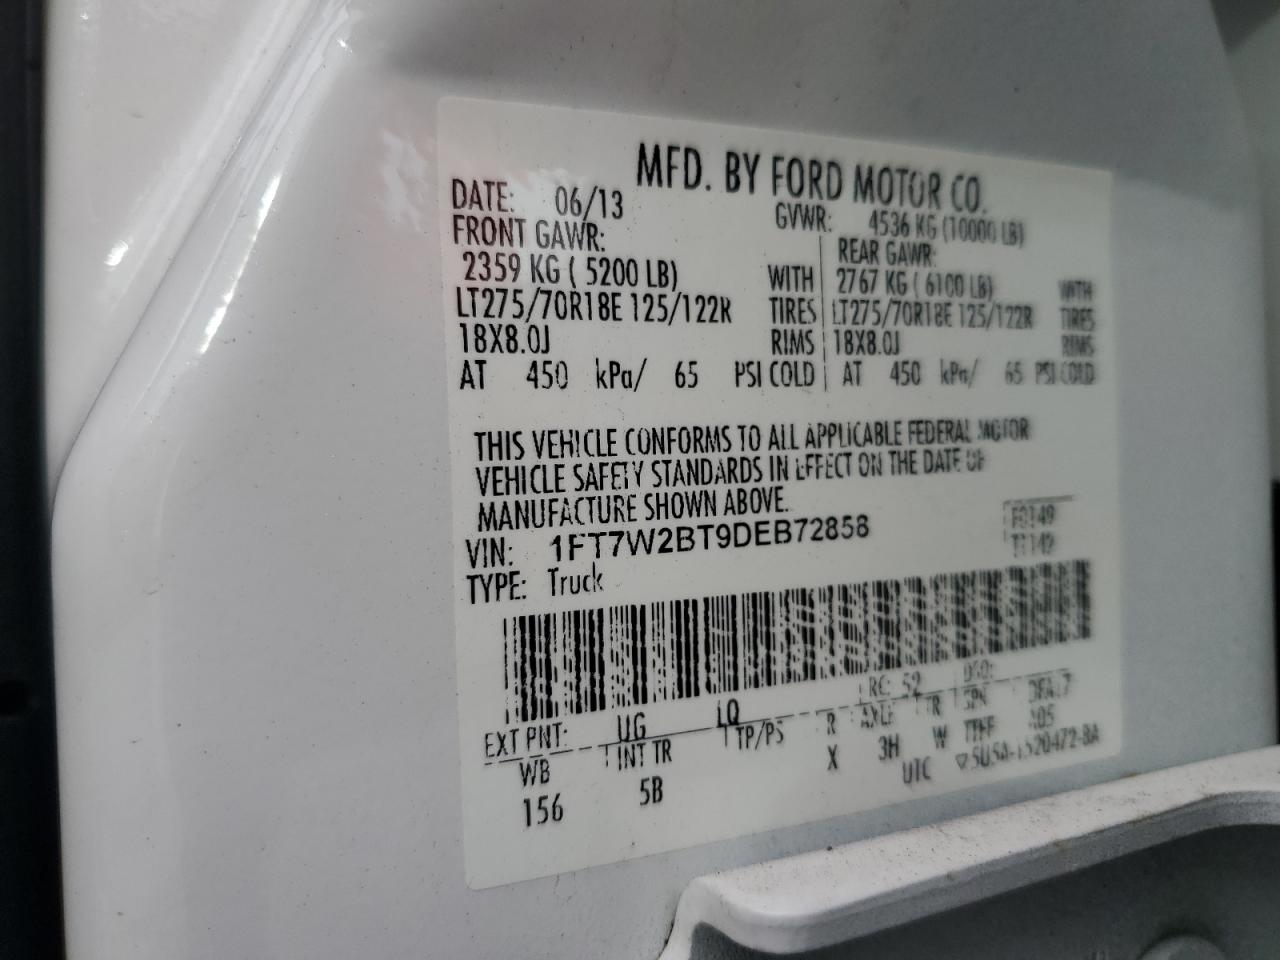 MFD. BY FORD MOTOR CO.
DATE: 06/13 GVWR: 4536 KG (10000 LB)
FRONT GAWR: REAR GAWR:
2359 KG ( 5200 LB) WITH 2767 KG ( 6100 LB) WITH
LT275/70R18E 125/122R TIRES LT275/70R18E 125/122R TIRES
18X8.0J RIMS 18X8.0J RIMS
AT 450 kPa/ 65 PSI COLD AT 450 kPa/ 65 PSI COLD
THIS VEHICLE CONFORMS TO ALL APPLICABLE FEDERAL MOTOR
VEHICLE SAFETY STANDARDS IN EFFECT ON THE DATE OF
MANUFACTURE SHOWN ABOVE.
VIN: 1FT7W2BT9DEB72858
F0149
T1149
TYPE: Truck
EXT PNT: UG LQ RC: 52 DSO:
WB INT TR TP/PS R AXLE TR SPN
156 5B X 3H W
UTC